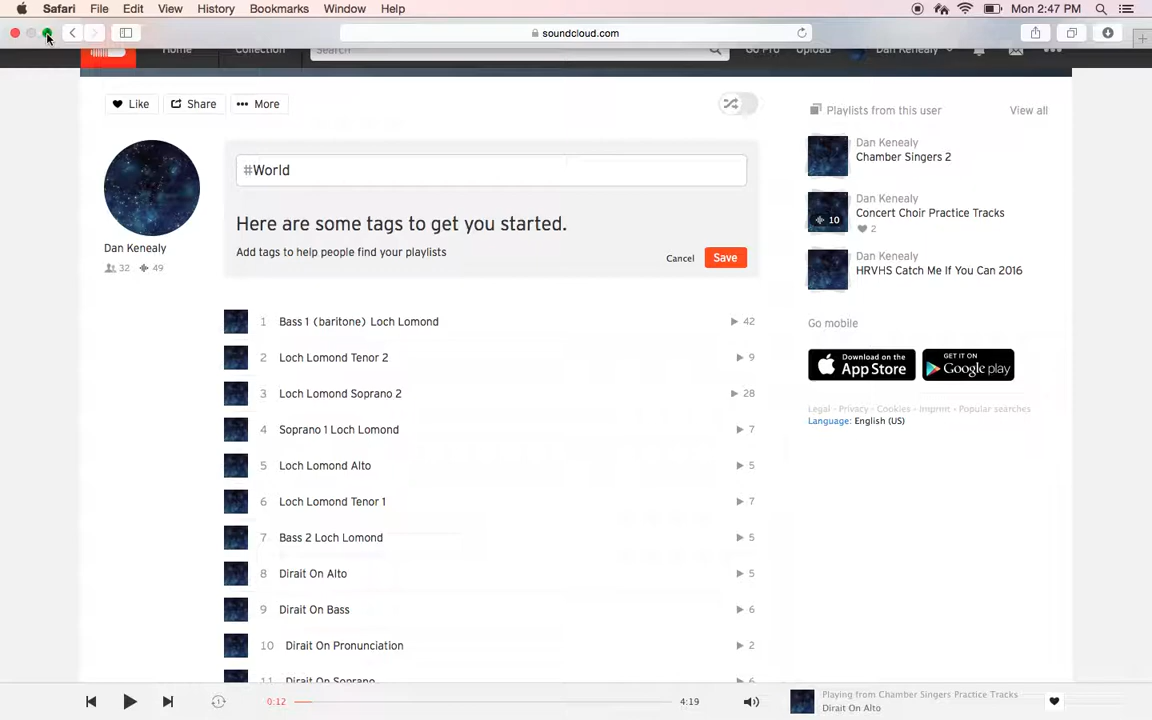 Safari File Edit View History Bookmarks Window Help Mon 2:47 PM
soundcloud.com
Home Collection Search Go Pro Upload Dan Kenealy
Like Share More
#World
Here are some tags to get you started.
Add tags to help people find your playlists
Cancel Save
Dan Kenealy
32 49
1 Bass 1 (baritone) Loch Lomond 42
2 Loch Lomond Tenor 2 9
3 Loch Lomond Soprano 2 28
4 Soprano 1 Loch Lomond 7
5 Loch Lomond Alto 5
6 Loch Lomond Tenor 1 7
7 Bass 2 Loch Lomond 5
8 Dirait On Alto 5
9 Dirait On Bass 6
10 Dirait On Pronunciation 2
11 Dirait On Soprano 6
Playlists from this user View all
Dan Kenealy
Chamber Singers 2
Dan Kenealy
10 Concert Choir Practice Tracks
2
Dan Kenealy
HRVHS Catch Me If You Can 2016
Go mobile
Download on the App Store GET IT ON Google play
Legal - Privacy - Cookies - Imprint - Popular searches
Language: English (US)
1 0:12 4:19
Playing from Chamber Singers Practice Tracks
Dirait On Alto